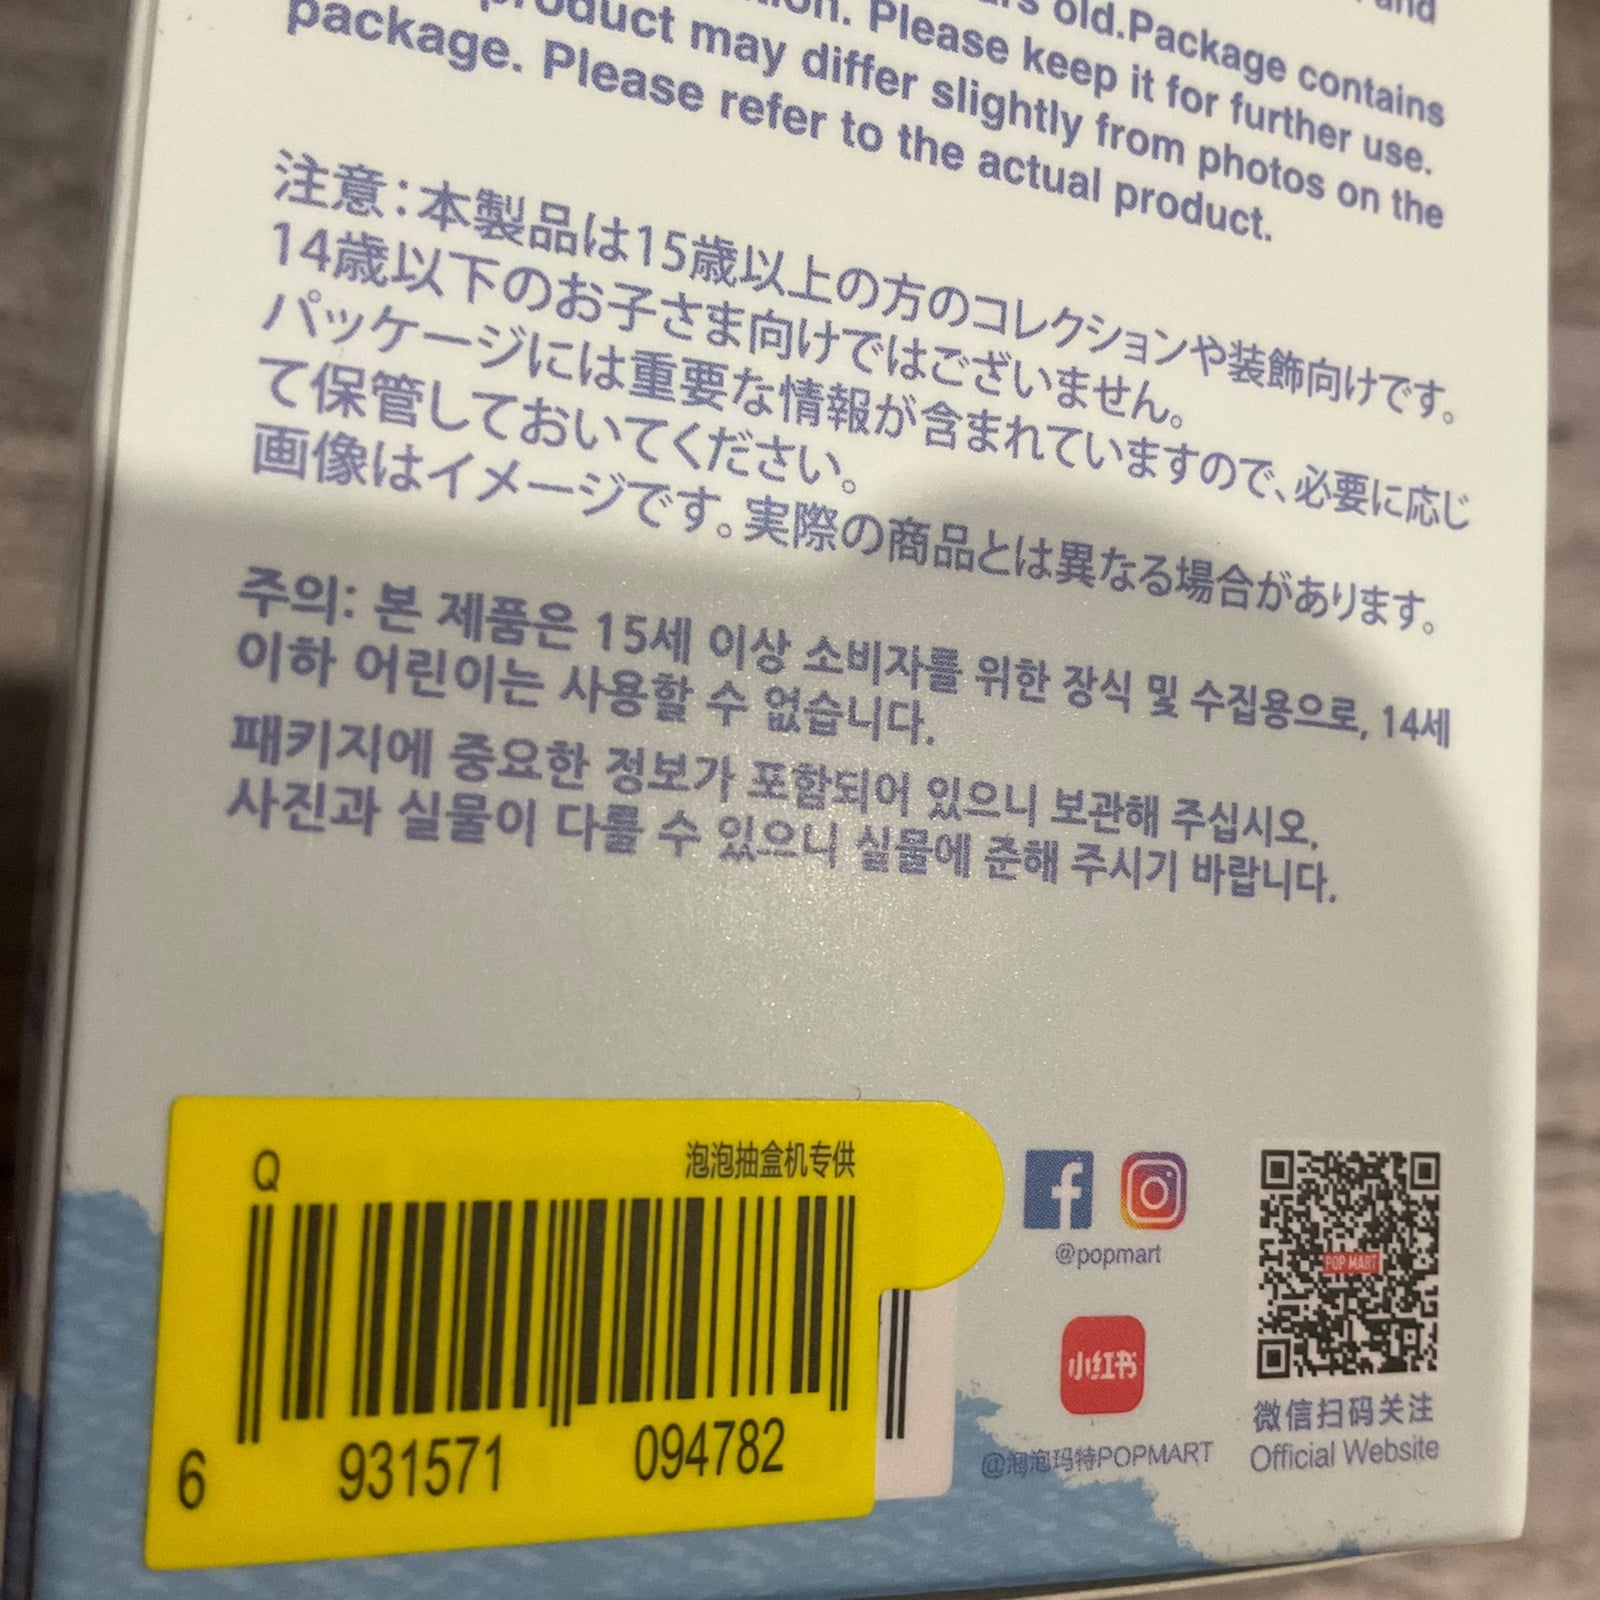 and
old.Package contains
Please keep it for further use.
product may differ slightly from photos on the
package. Please refer to the actual product.
注意：本製品は15歳以上の方のコレクションや装飾向けです。
14歳以下のお子さま向けではございません。
パッケージには重要な情報が含まれていますので、必要に応じ
て保管しておいてください。
画像はイメージです。実際の商品とは異なる場合があります。
주의: 본 제품은 15세 이상 소비자를 위한 장식 및 수집용으로, 14세
이하 어린이는 사용할 수 없습니다.
패키지에 중요한 정보가 포함되어 있으니 보관해 주십시오.
사진과 실물이 다를 수 있으니 실물에 준해 주시기 바랍니다.
Q 泡泡抽盒机专供
6 931571 094782
@popmart
小红书
@泡泡玛特POPMART
POP MART
微信扫码关注
Official Website